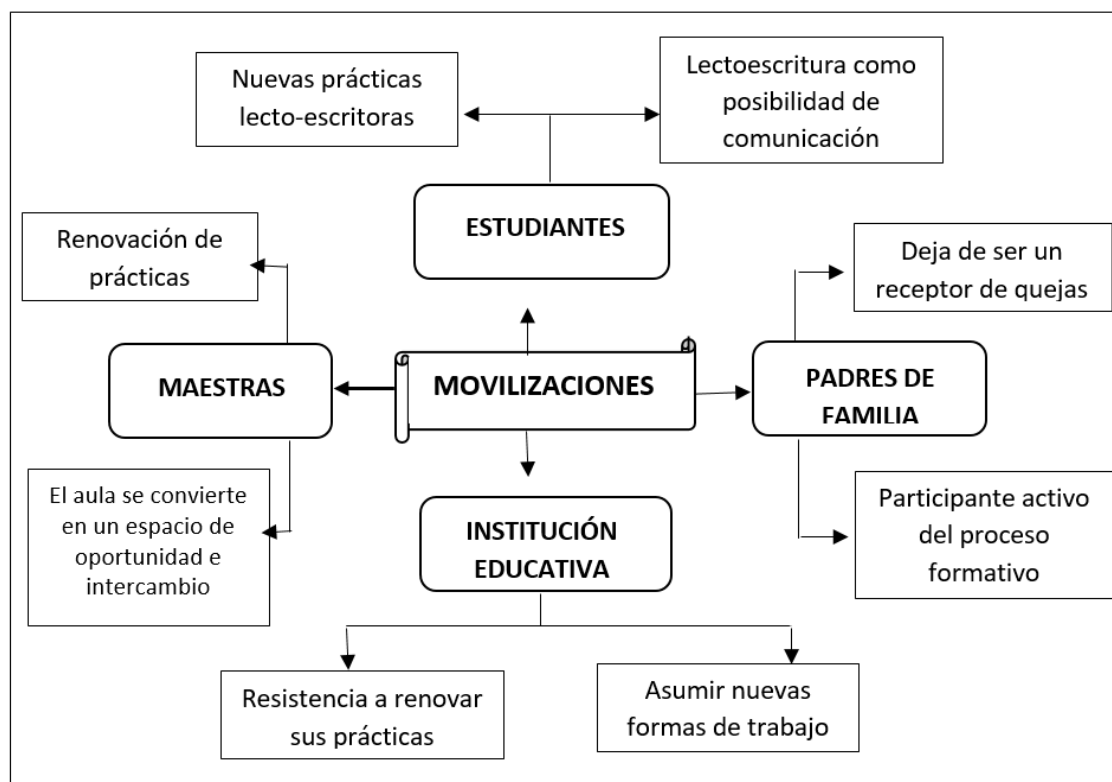 Nuevas prácticas
lecto-escritoras
Lectoescritura como
posibilidad de
comunicación
ESTUDIANTES
Renovación de
prácticas
Deja de ser un
receptor de quejas
MAESTRAS
MOVILIZACIONES
PADRES DE
FAMILIA
El aula se convierte
en un espacio de
oportunidad e
intercambio
INSTITUCIÓN
EDUCATIVA
Participante activo
del proceso
formativo
Resistencia a renovar
sus prácticas
Asumir nuevas
formas de trabajo